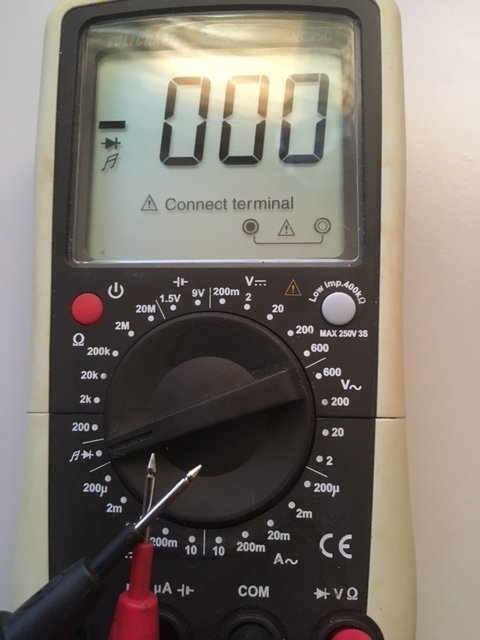 000
Connect terminal
1.5V 9V 200m V
2
20
Low imp.400kΩ
MAX 250V 3S
200
600
600
V~
200
20
2
200µ
2m
20m
A~
200m
10
10
200m
2m
200µ
200
2k
20k
200k
Ω
2M
20M
CE
µA COM VΩ